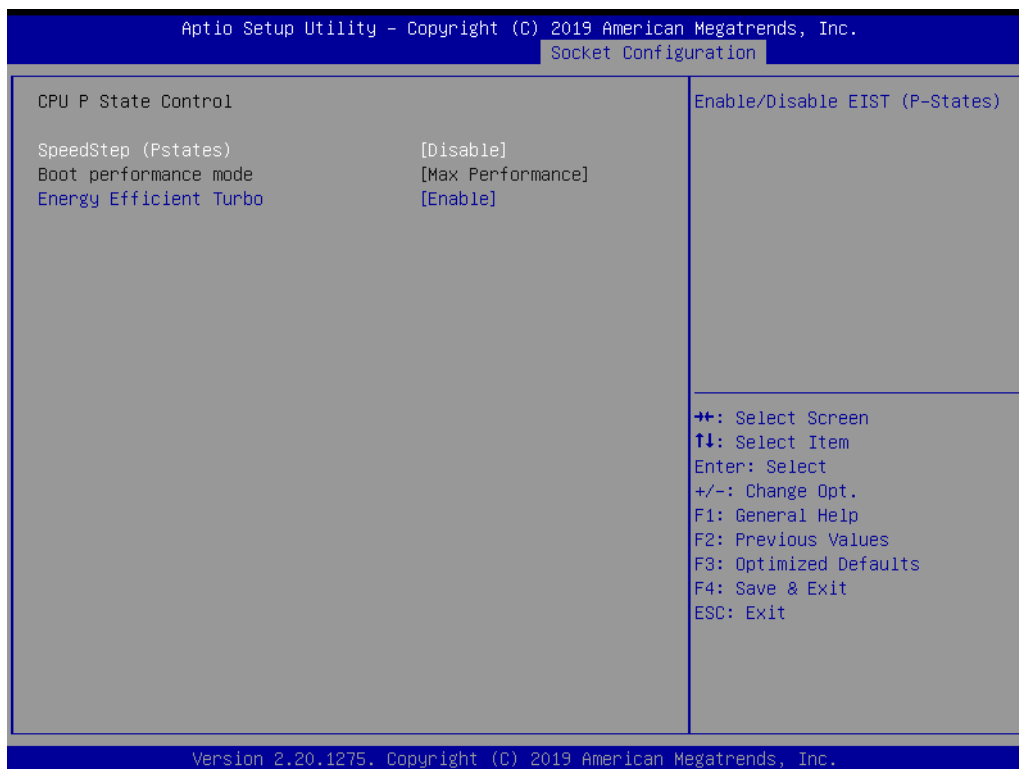 Aptio Setup Utility – Copyright (C) 2019 American Megatrends, Inc.
Socket Configuration
CPU P State Control
SpeedStep (Pstates) [Disable]
Boot performance mode [Max Performance]
Energy Efficient Turbo [Enable]
Enable/Disable EIST (P-States)
→←: Select Screen
↑↓: Select Item
Enter: Select
+/-: Change Opt.
F1: General Help
F2: Previous Values
F3: Optimized Defaults
F4: Save & Exit
ESC: Exit
Version 2.20.1275. Copyright (C) 2019 American Megatrends, Inc.